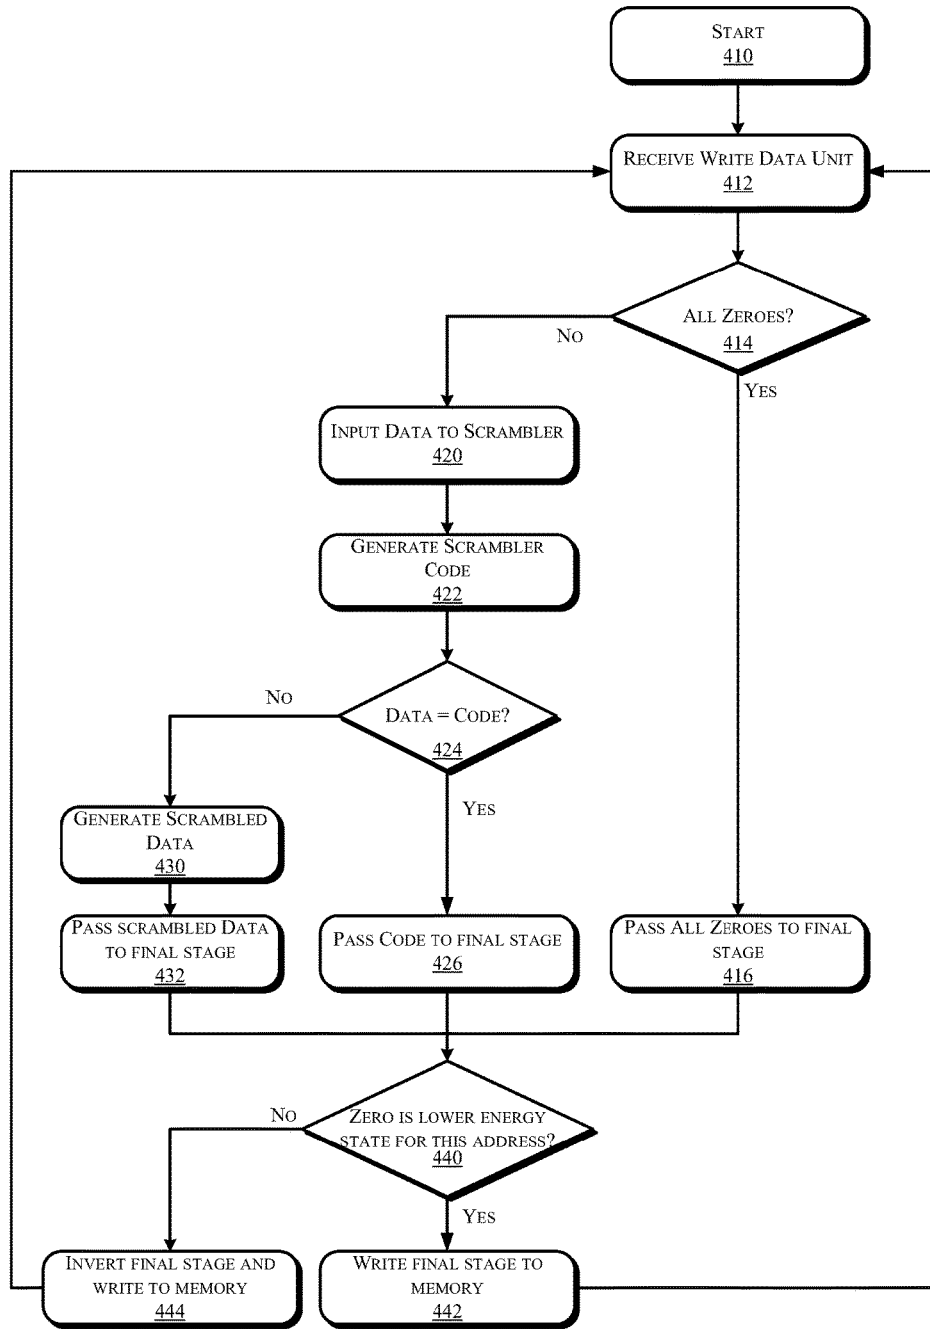 START
410
RECEIVE WRITE DATA UNIT
412
ALL ZEROES?
414
NO
YES
INPUT DATA TO SCRAMBLER
420
GENERATE SCRAMBLER
CODE
422
DATA = CODE?
424
NO
YES
GENERATE SCRAMBLED
DATA
430
PASS SCRAMBLED DATA
TO FINAL STAGE
432
PASS CODE TO FINAL STAGE
426
PASS ALL ZEROES TO FINAL
STAGE
416
ZERO IS LOWER ENERGY
STATE FOR THIS ADDRESS?
440
NO
YES
INVERT FINAL STAGE AND
WRITE TO MEMORY
444
WRITE FINAL STAGE TO
MEMORY
442